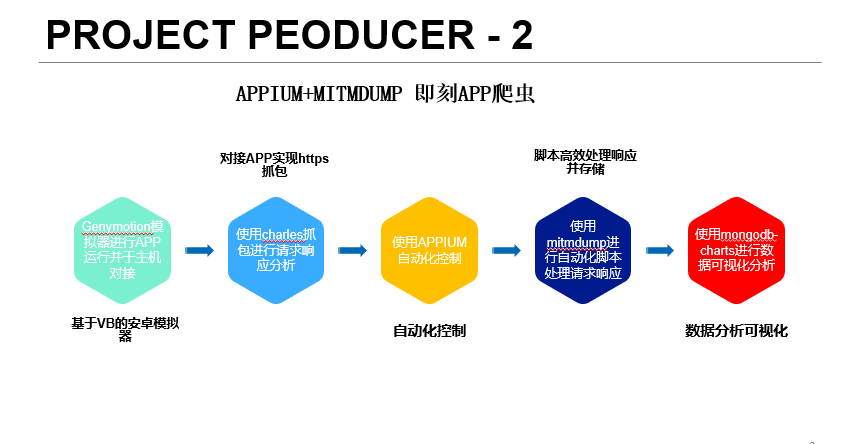 PROJECT PEODUCER - 2
APPIUM+MITMDUMP 即刻APP爬虫
对接APP实现https
抓包
脚本高效处理响应
并存储
Genymotion模
拟器进行APP
运行并于主机
对接
使用charles抓
包进行请求响
应分析
使用APPIUM
自动化控制
使用
mitmdump进
行自动化脚本
处理请求响应
使用mongodb-
charts进行数
据可视化分析
基于VB的安卓模拟
器
自动化控制
数据分析可视化